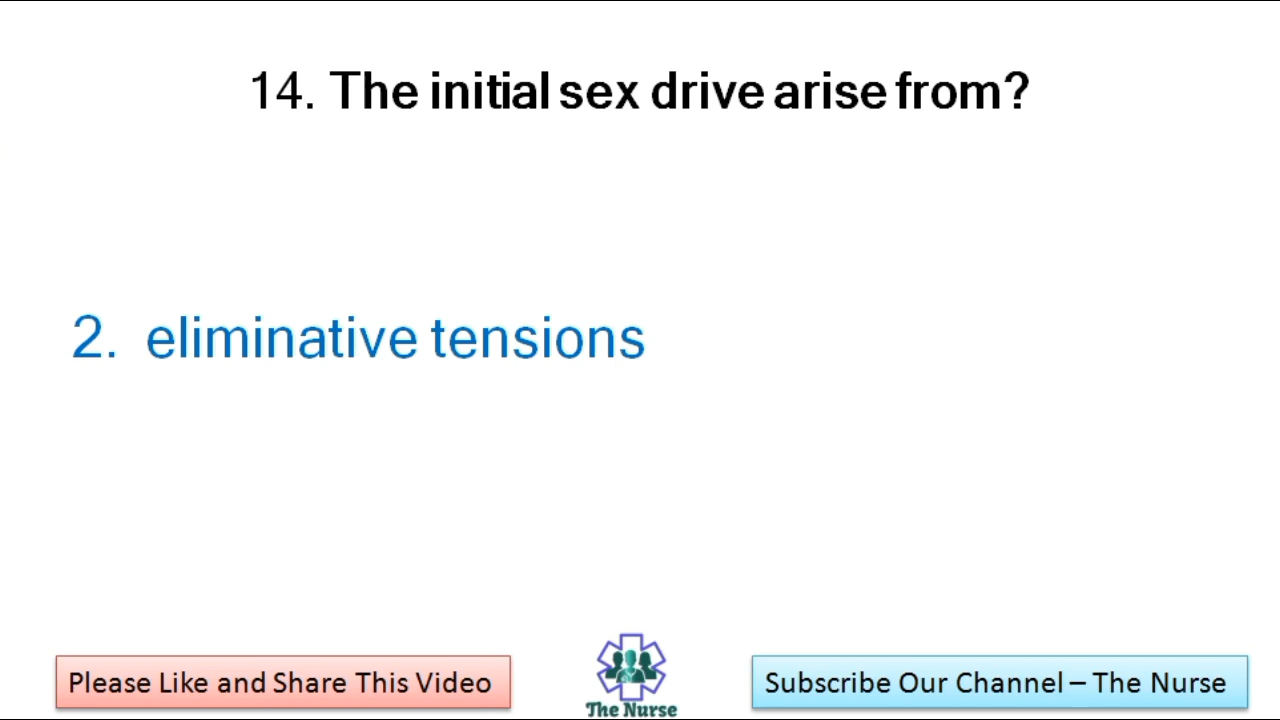 14. The initial sex drive arise from?
2. eliminative tensions
Please Like and Share This Video
The Nurse
Subscribe Our Channel – The Nurse